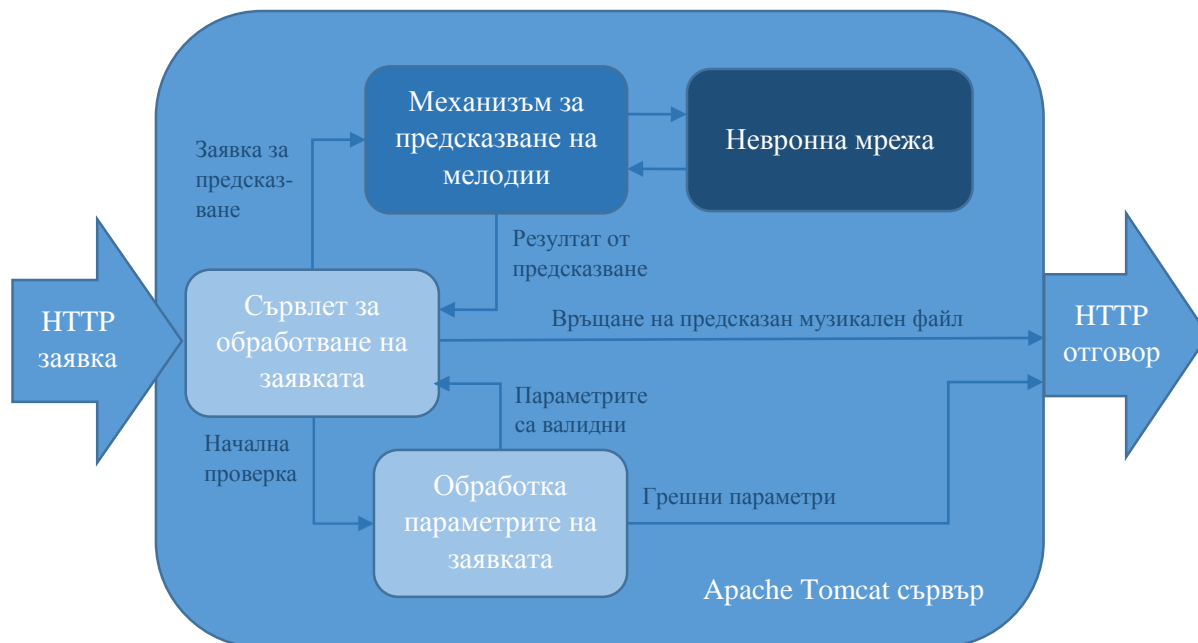 Механизъм за
предсказване на
мелодии
Невронна мрежа
Заявка за
предсказ-
ване
Резултат от
предсказване
HTTP
заявка
Сървлет за
обработване на
заявката
Връщане на предсказан музикален файл
HTTP
отговор
Параметрите
са валидни
Начална
проверка
Обработка
параметрите на
заявката
Грешни параметри
Apache Tomcat сървър